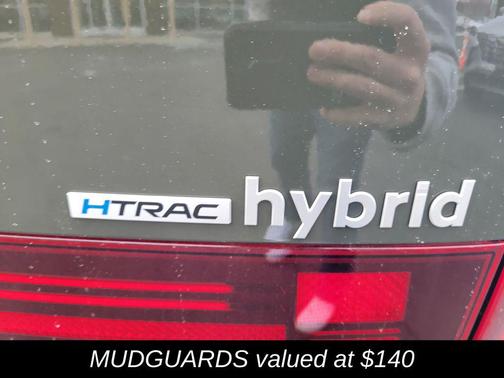 HTRAC hybrid
MUDGUARDS valued at $140